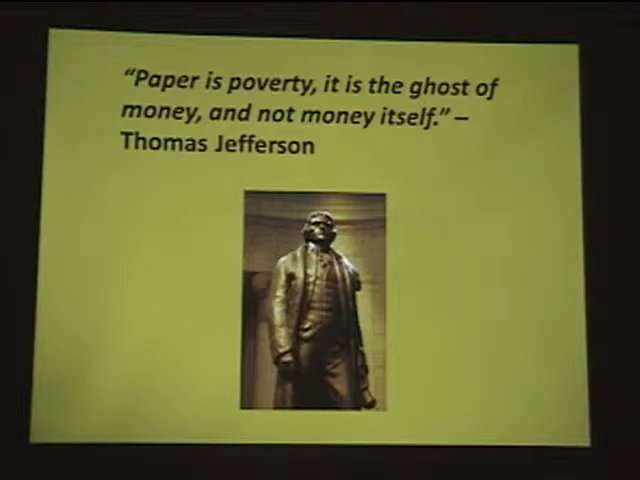 “Paper is poverty, it is the ghost of
money, and not money itself.” –
Thomas Jefferson